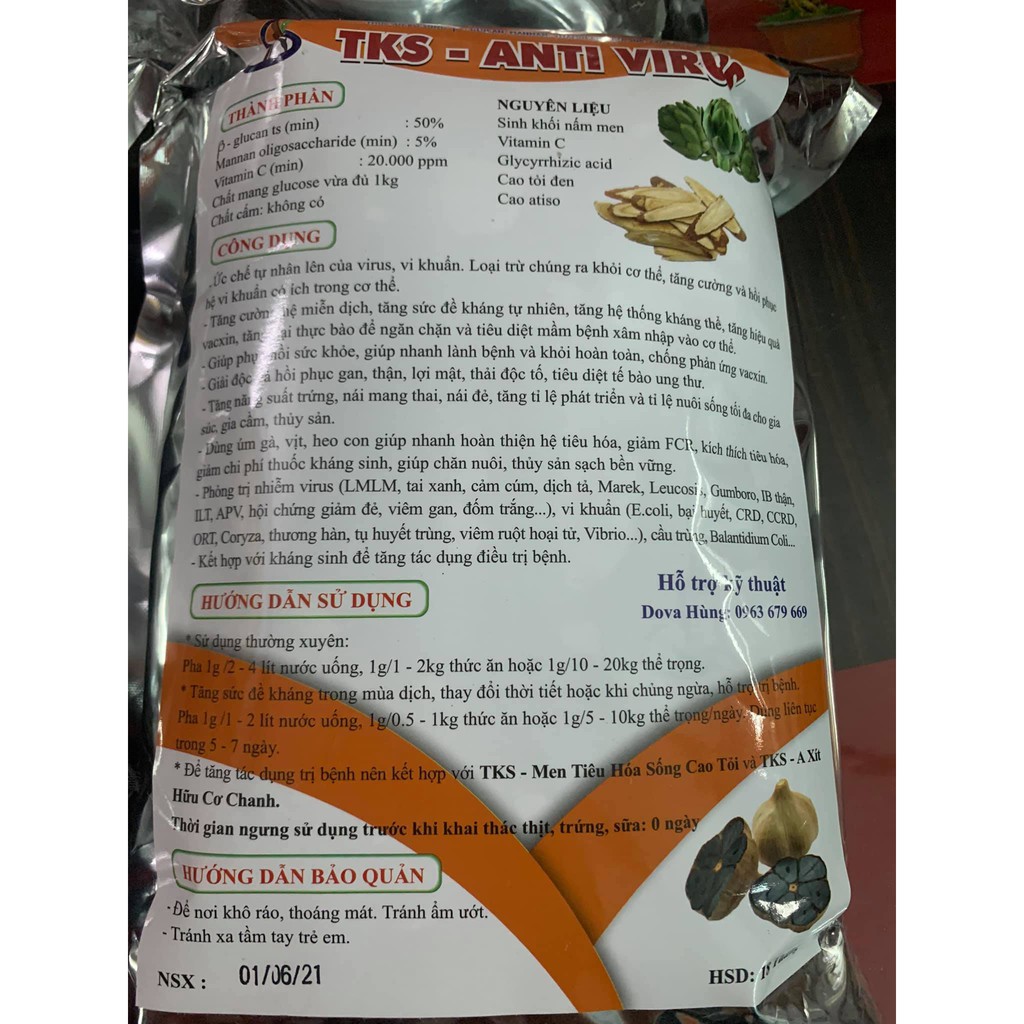 TKS - ANTI VIRUS
THÀNH PHẦN
β - glucan ts (min) : 50%
Mannan oligosaccharide (min) : 5%
Vitamin C (min) : 20.000 ppm
Chất mang glucose vừa đủ 1kg
Chất cấm: không có
NGUYÊN LIỆU
Sinh khối nấm men
Vitamin C
Glycyrrhizic acid
Cao tỏi đen
Cao atiso
CÔNG DỤNG
- Ức chế tự nhân lên của virus, vi khuẩn. Loại trừ chúng ra khỏi cơ thể, tăng cường và hồi phục
hệ vi khuẩn có ích trong cơ thể.
- Tăng cường hệ miễn dịch, tăng sức đề kháng tự nhiên, tăng hệ thống kháng thể, tăng hiệu quả
vacxin, tăng đại thực bào để ngăn chặn và tiêu diệt mầm bệnh xâm nhập vào cơ thể.
- Giúp phục hồi sức khỏe, giúp nhanh lành bệnh và khỏi hoàn toàn, chống phản ứng vacxin.
- Giải độc và hồi phục gan, thận, lợi mật, thải độc tố, tiêu diệt tế bào ung thư.
- Tăng năng suất trứng, nái mang thai, nái đẻ, tăng tỉ lệ phát triển và tỉ lệ nuôi sống tối đa cho gia
súc, gia cầm, thủy sản.
- Dùng úm gà, vịt, heo con giúp nhanh hoàn thiện hệ tiêu hóa, giảm FCR, kích thích tiêu hóa,
giảm chi phí thuốc kháng sinh, giúp chăn nuôi, thủy sản sạch bền vững.
- Phòng trị nhiễm virus (LMLM, tai xanh, cảm cúm, dịch tả, Marek, Leucosis, Gumboro, IB thận,
ILT, APV, hội chứng giảm đẻ, viêm gan, đốm trắng...), vi khuẩn (E.coli, bại huyết, CRD, CCRD,
ORT, Coryza, thương hàn, tụ huyết trùng, viêm ruột hoại tử, Vibrio...), cầu trùng, Balantidium Coli...
- Kết hợp với kháng sinh để tăng tác dụng điều trị bệnh.
Hỗ trợ kỹ thuật
Dova Hùng: 0963 679 669
HƯỚNG DẪN SỬ DỤNG
* Sử dụng thường xuyên:
Pha 1g /2 - 4 lít nước uống, 1g/1 - 2kg thức ăn hoặc 1g/10 - 20kg thể trọng.
* Tăng sức đề kháng trong mùa dịch, thay đổi thời tiết hoặc khi chủng ngừa, hỗ trợ trị bệnh.
Pha 1g /1 - 2 lít nước uống, 1g/0.5 - 1kg thức ăn hoặc 1g/5 - 10kg thể trọng/ngày. Dùng liên tục
trong 5 - 7 ngày.
* Để tăng tác dụng trị bệnh nên kết hợp với TKS - Men Tiêu Hóa Sống Cao Tỏi và TKS - A Xít
Hữu Cơ Chanh.
Thời gian ngưng sử dụng trước khi khai thác thịt, trứng, sữa: 0 ngày
HƯỚNG DẪN BẢO QUẢN
- Để nơi khô ráo, thoáng mát. Tránh ẩm ướt.
- Tránh xa tầm tay trẻ em.
NSX : 01/06/21
HSD: